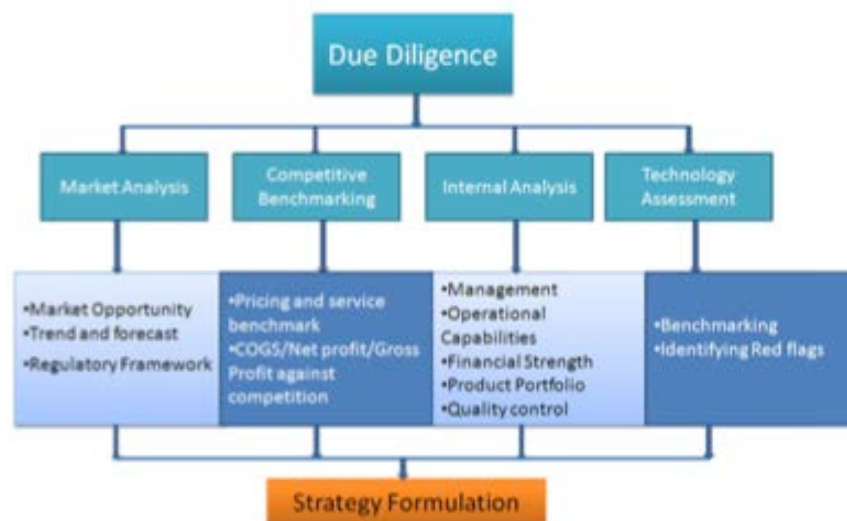 Due Diligence
Market Analysis
Competitive
Benchmarking
Internal Analysis
Technology
Assessment
•Market Opportunity
•Trend and forecast
•Regulatory Framework
•Pricing and service
benchmark
•COGS/Net profit/Gross
Profit against
competition
•Management
•Operational
Capabilities
•Financial Strength
•Product Portfolio
•Quality control
•Benchmarking
•Identifying Red flags
Strategy Formulation